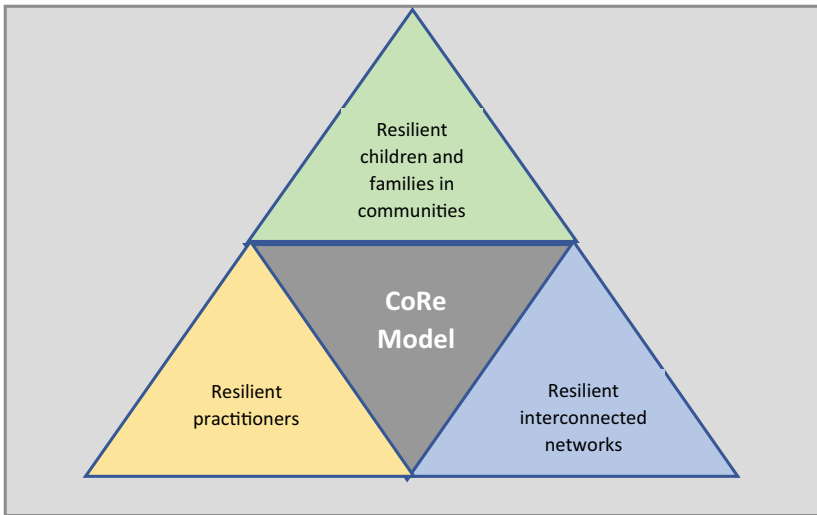 Resilient
children and
families in
communities
CoRe
Model
Resilient
practitioners
Resilient
interconnected
networks